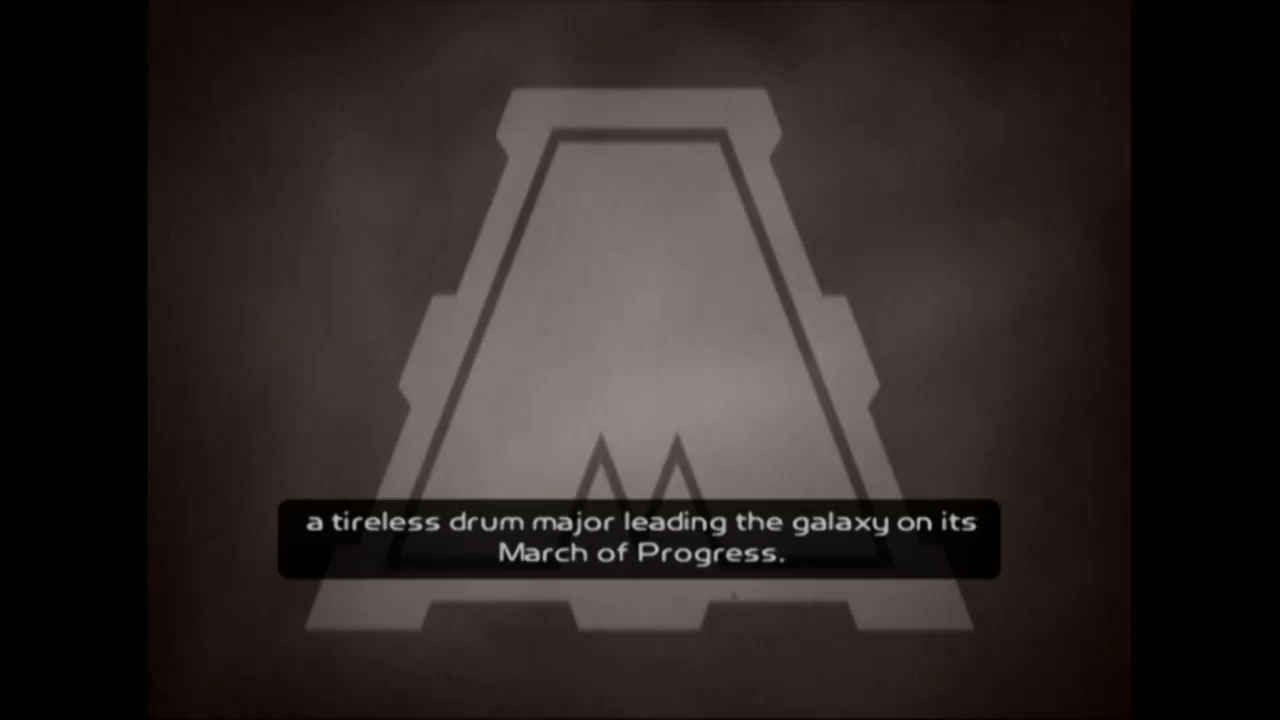 a tireless drum major leading the galaxy on its
March of Progress.